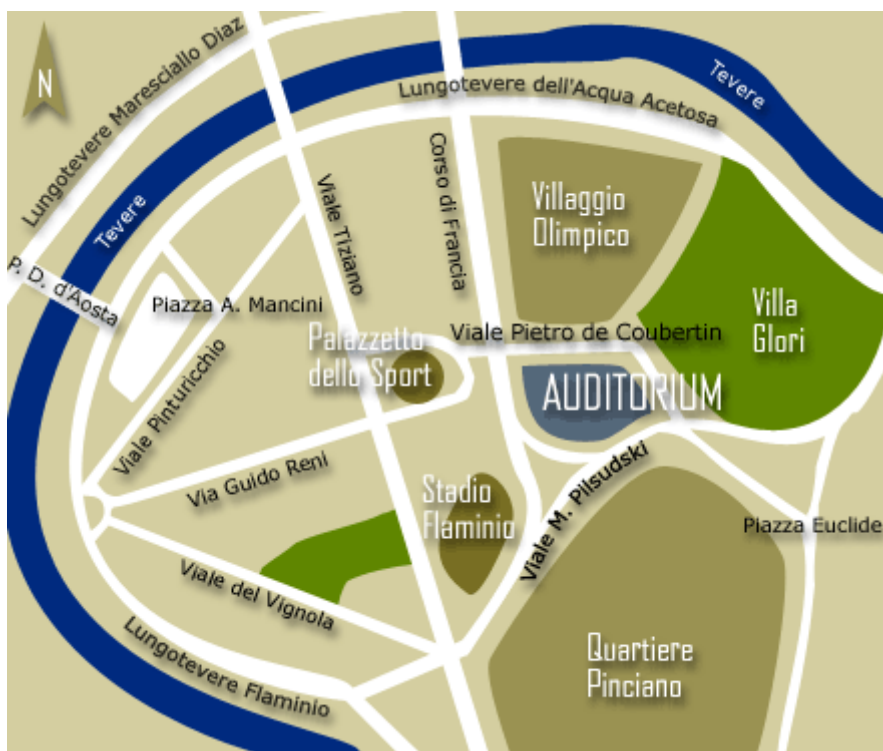 N
Lungotevere Maresciallo Diaz
Tevere
Lungotevere dell'Acqua Acetosa
Tevere
P. D. d'Aosta
Piazza A. Mancini
Viale Tiziano
Corso di Francia
Villaggio
Olimpico
Villa
Glori
Viale Pinturicchio
Palazzetto
dello Sport
Viale Pietro de Coubertin
AUDITORIUM
Via Guido Reni
Stadio
Flaminio
Viale M. Pilsudski
Piazza Euclide
Viale del Vignola
Lungotevere Flaminio
Quartiere
Pinciano